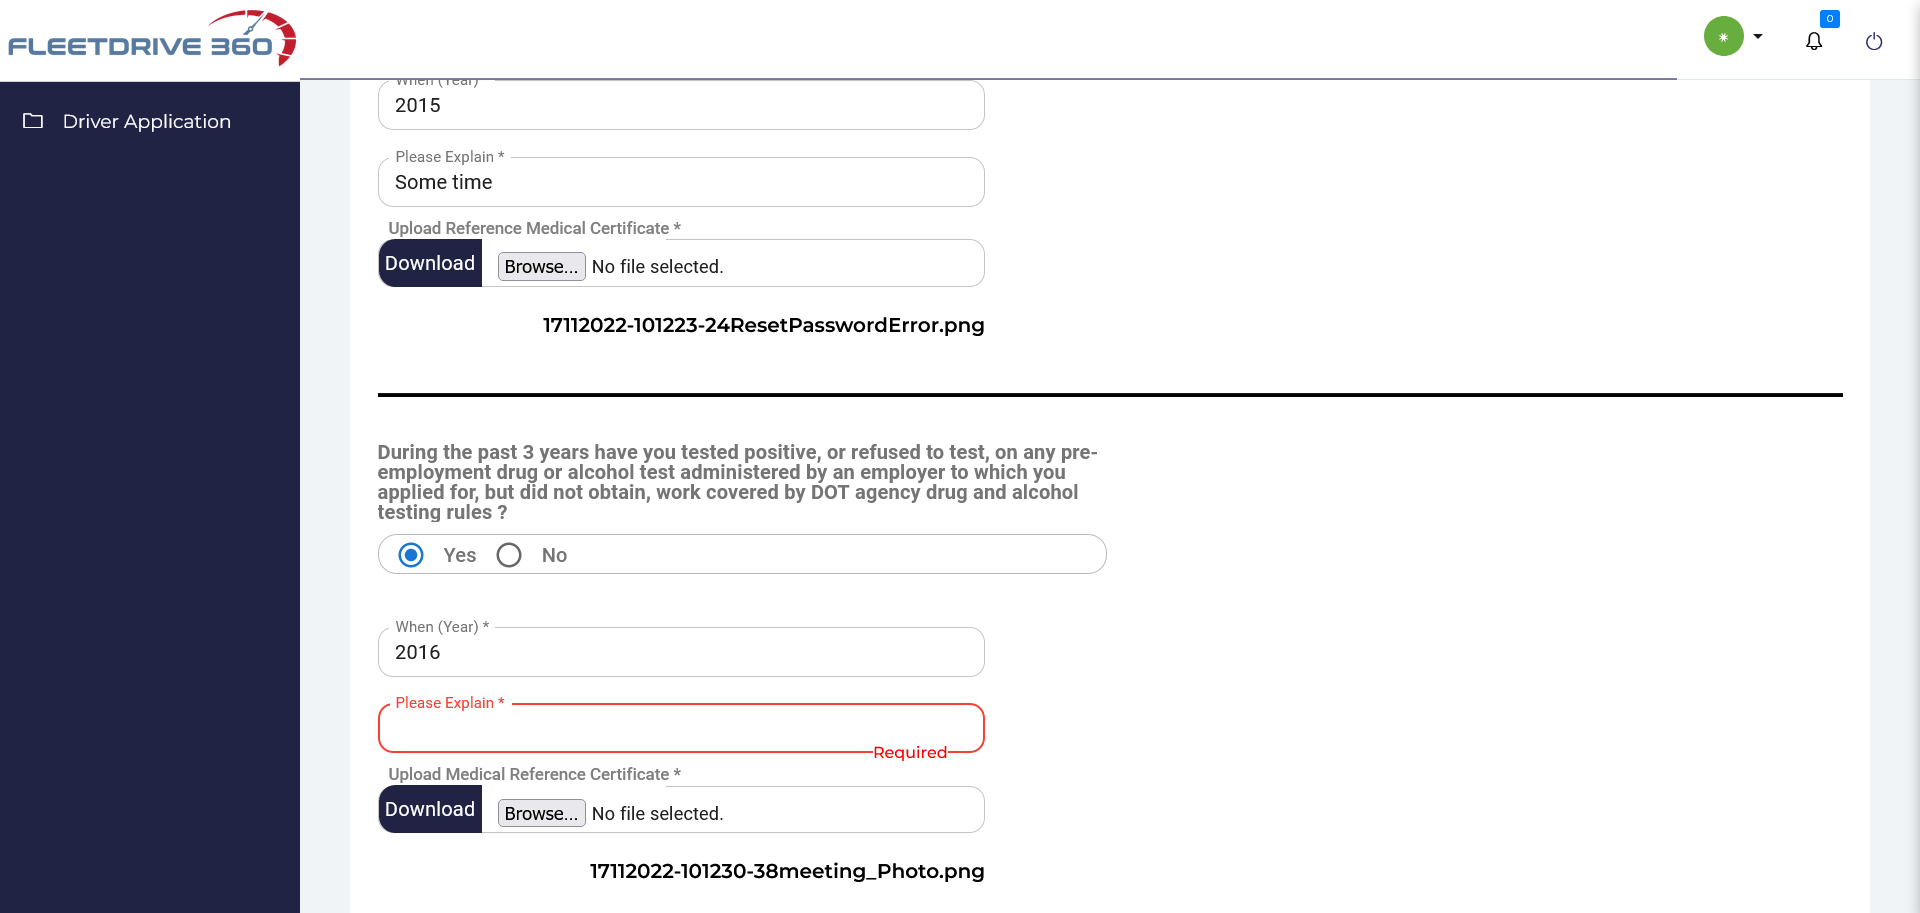 FLEETDRIVE 360
0
Driver Application
When (Year)
2015
Please Explain *
Some time
Upload Reference Medical Certificate *
Download Browse... No file selected.
17112022-101223-24ResetPasswordError.png
During the past 3 years have you tested positive, or refused to test, on any pre-
employment drug or alcohol test administered by an employer to which you
applied for, but did not obtain, work covered by DOT agency drug and alcohol
testing rules ?
Yes No
When (Year) *
2016
Please Explain *
Required
Upload Medical Reference Certificate *
Download Browse... No file selected.
17112022-101230-38meeting_Photo.png